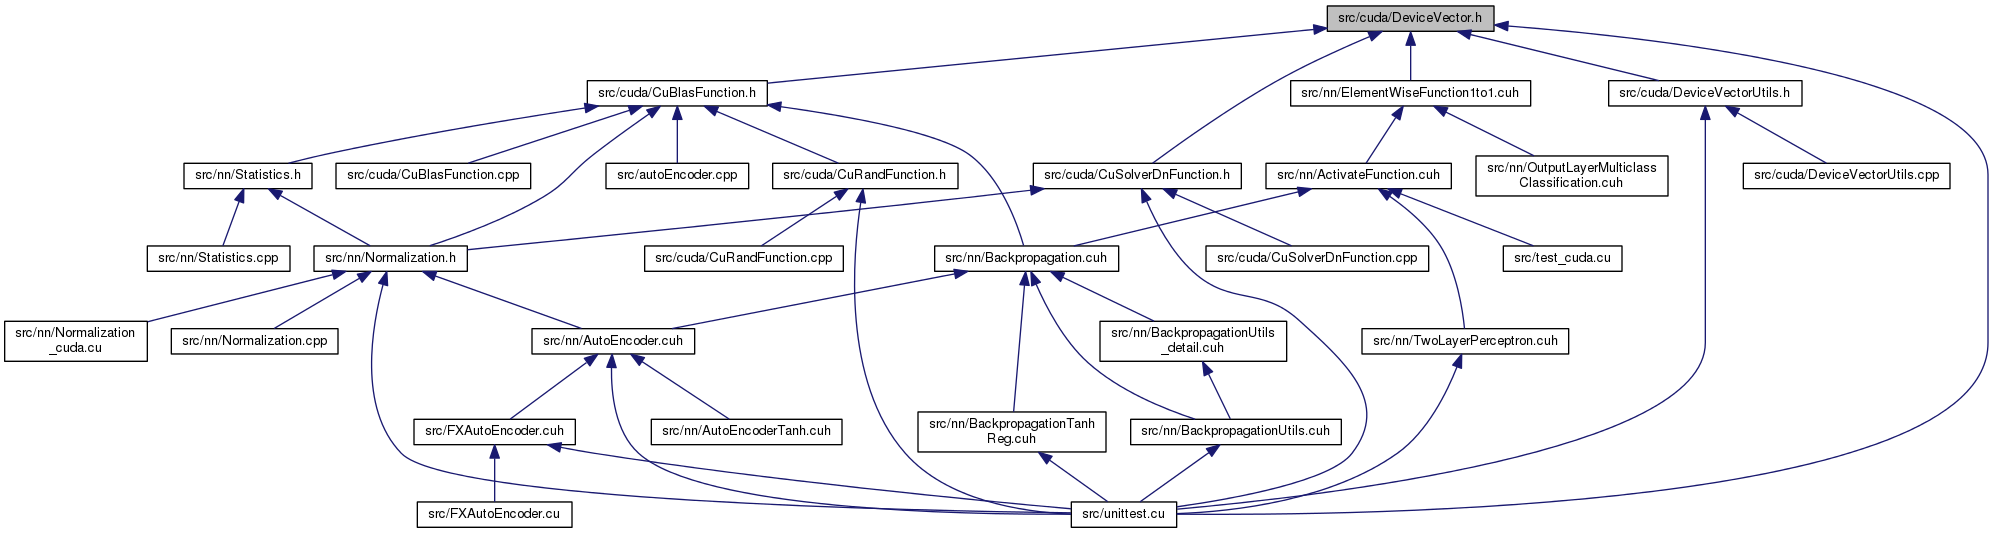 src/cuda/DeviceVector.h
src/cuda/CuBlasFunction.h
src/nn/ElementWiseFunction1to1.cuh
src/cuda/DeviceVectorUtils.h
src/nn/Statistics.h
src/cuda/CuBlasFunction.cpp
src/autoEncoder.cpp
src/cuda/CuRandFunction.h
src/cuda/CuSolverDnFunction.h
src/nn/ActivateFunction.cuh
src/nn/OutputLayerMulticlass
Classification.cuh
src/cuda/DeviceVectorUtils.cpp
src/nn/Statistics.cpp
src/nn/Normalization.h
src/cuda/CuRandFunction.cpp
src/nn/Backpropagation.cuh
src/cuda/CuSolverDnFunction.cpp
src/test_cuda.cu
src/nn/Normalization
_cuda.cu
src/nn/Normalization.cpp
src/nn/AutoEncoder.cuh
src/nn/BackpropagationUtils
_detail.cuh
src/nn/TwoLayerPerceptron.cuh
src/FXAutoEncoder.cuh
src/nn/AutoEncoderTanh.cuh
src/nn/BackpropagationTanh
Reg.cuh
src/nn/BackpropagationUtils.cuh
src/FXAutoEncoder.cu
src/unittest.cu